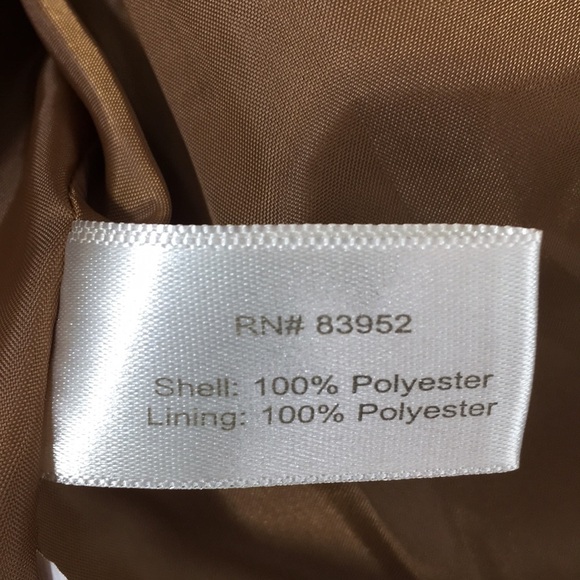 RN# 83952
Shell: 100% Polyester
Lining: 100% Polyester